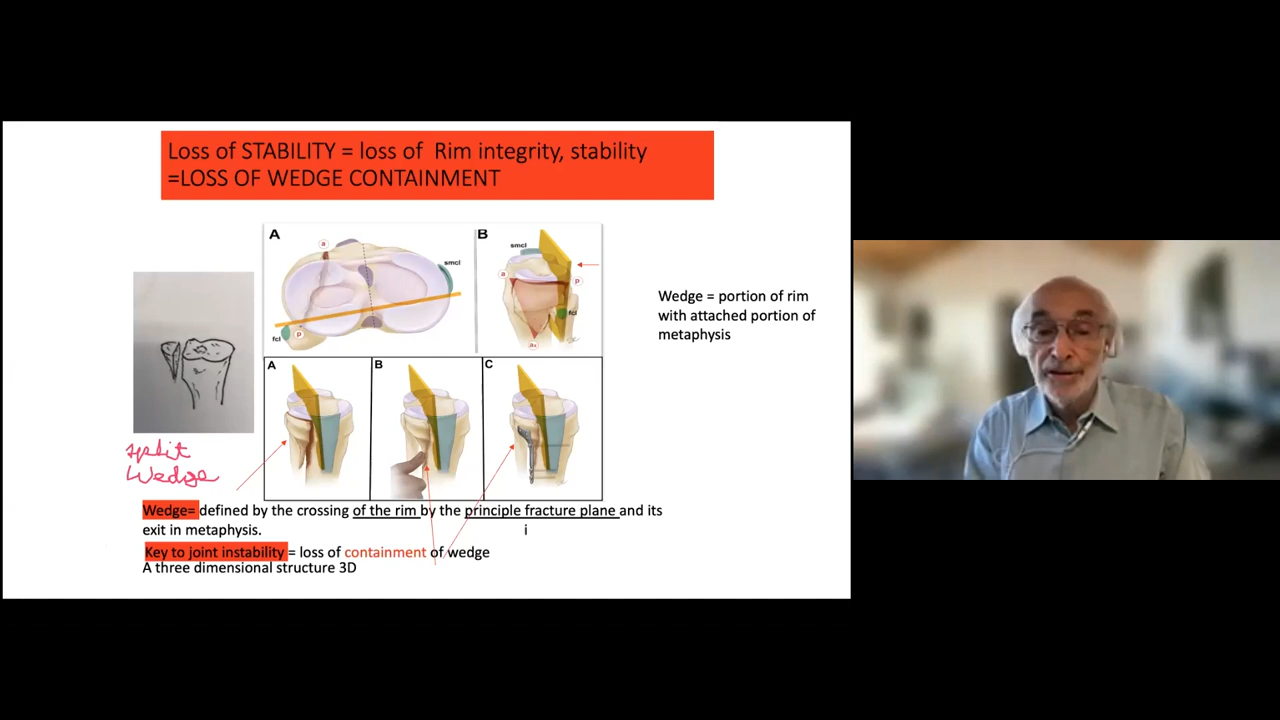 Loss of STABILITY = loss of Rim integrity, stability
=LOSS OF WEDGE CONTAINMENT
A
a
smcl
fcl
p
B
smcl
a
p
fcl
A
B
C
Wedge = portion of rim
with attached portion of
metaphysis
split
Wedge
Wedge= defined by the crossing of the rim by the principle fracture plane and its
exit in metaphysis.
i
Key to joint instability = loss of containment of wedge
A three dimensional structure 3D